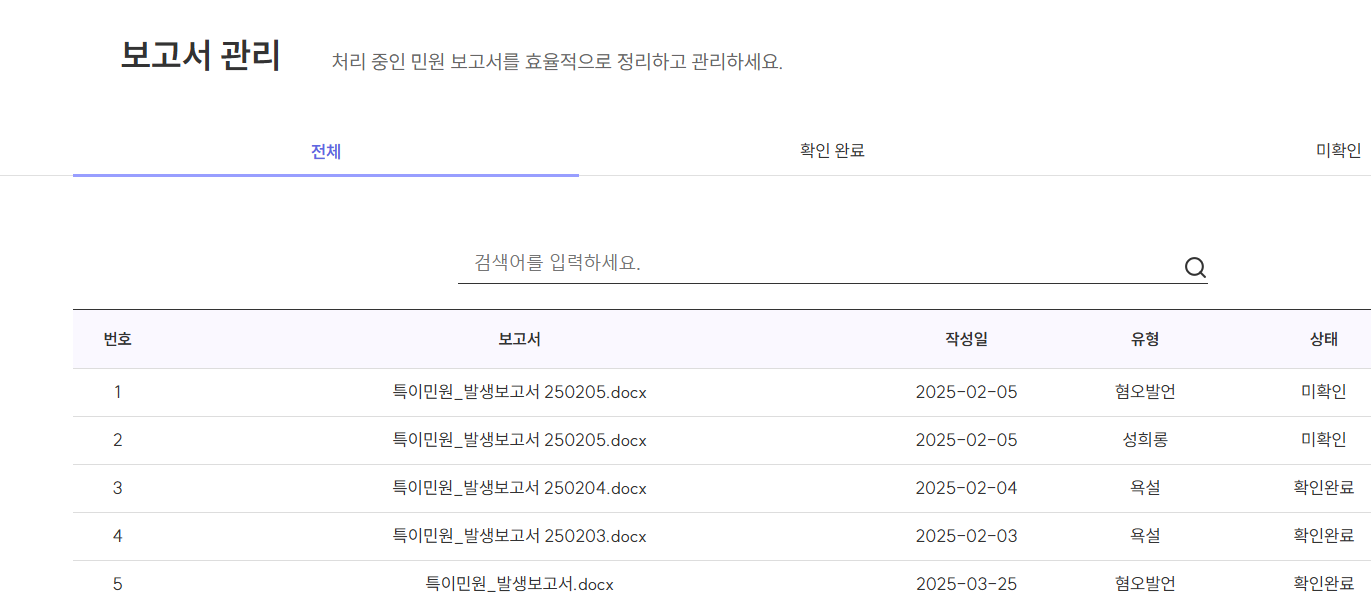 보고서 관리 처리 중인 민원 보고서를 효율적으로 정리하고 관리하세요.
전체 확인 완료 미확인
검색어를 입력하세요.
번호 보고서 작성일 유형 상태
1 특이민원_발생보고서 250205.docx 2025-02-05 혐오발언 미확인
2 특이민원_발생보고서 250205.docx 2025-02-05 성희롱 미확인
3 특이민원_발생보고서 250204.docx 2025-02-04 욕설 확인완료
4 특이민원_발생보고서 250203.docx 2025-02-03 욕설 확인완료
5 특이민원_발생보고서.docx 2025-03-25 혐오발언 확인완료